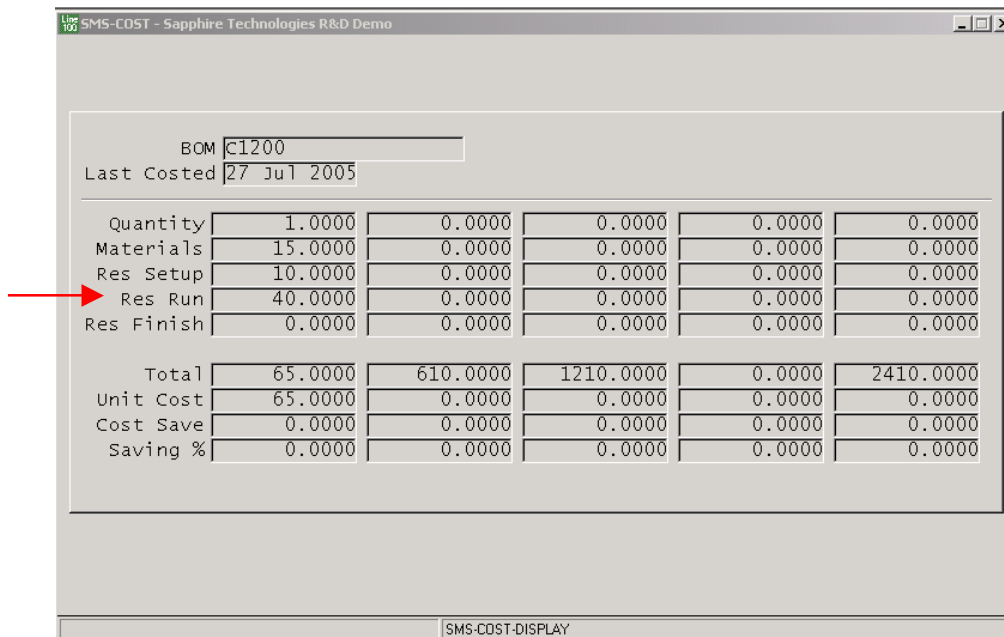 Line 100 SMS-COST - Sapphire Technologies R&D Demo
BOM C1200
Last Costed 27 Jul 2005
Quantity 1.0000 0.0000 0.0000 0.0000 0.0000
Materials 15.0000 0.0000 0.0000 0.0000 0.0000
Res Setup 10.0000 0.0000 0.0000 0.0000 0.0000
Res Run 40.0000 0.0000 0.0000 0.0000 0.0000
Res Finish 0.0000 0.0000 0.0000 0.0000 0.0000
Total 65.0000 610.0000 1210.0000 0.0000 2410.0000
Unit Cost 65.0000 0.0000 0.0000 0.0000 0.0000
Cost Save 0.0000 0.0000 0.0000 0.0000 0.0000
Saving % 0.0000 0.0000 0.0000 0.0000 0.0000
SMS-COST-DISPLAY